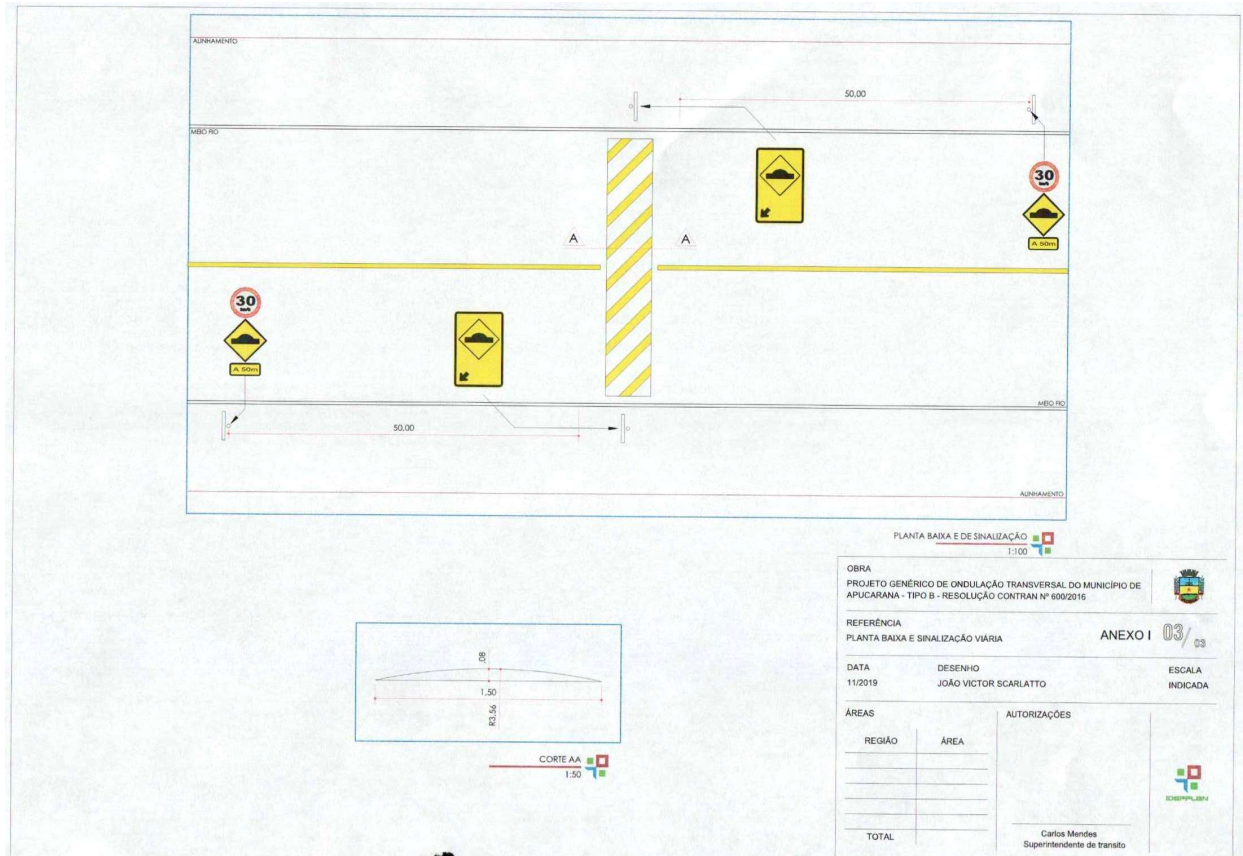 ALINHAMENTO
50,00
MEIO FIO
30
km/h
A 50m
A
A
30
km/h
A 50m
MEIO FIO
50,00
ALINHAMENTO
PLANTA BAIXA E DE SINALIZAÇÃO
1:100
OBRA
PROJETO GENÉRICO DE ONDULAÇÃO TRANSVERSAL DO MUNICÍPIO DE
APUCARANA - TIPO B - RESOLUÇÃO CONTRAN Nº 600/2016
REFERÊNCIA
PLANTA BAIXA E SINALIZAÇÃO VIÁRIA
ANEXO I 03/03
DATA DESENHO ESCALA
11/2019 JOÃO VICTOR SCARLATTO INDICADA
ÁREAS AUTORIZAÇÕES
REGIÃO ÁREA
TOTAL
IDEPPLAN
Carlos Mendes
Superintendente de transito
,08
1,50
R3,56
CORTE AA
1:50